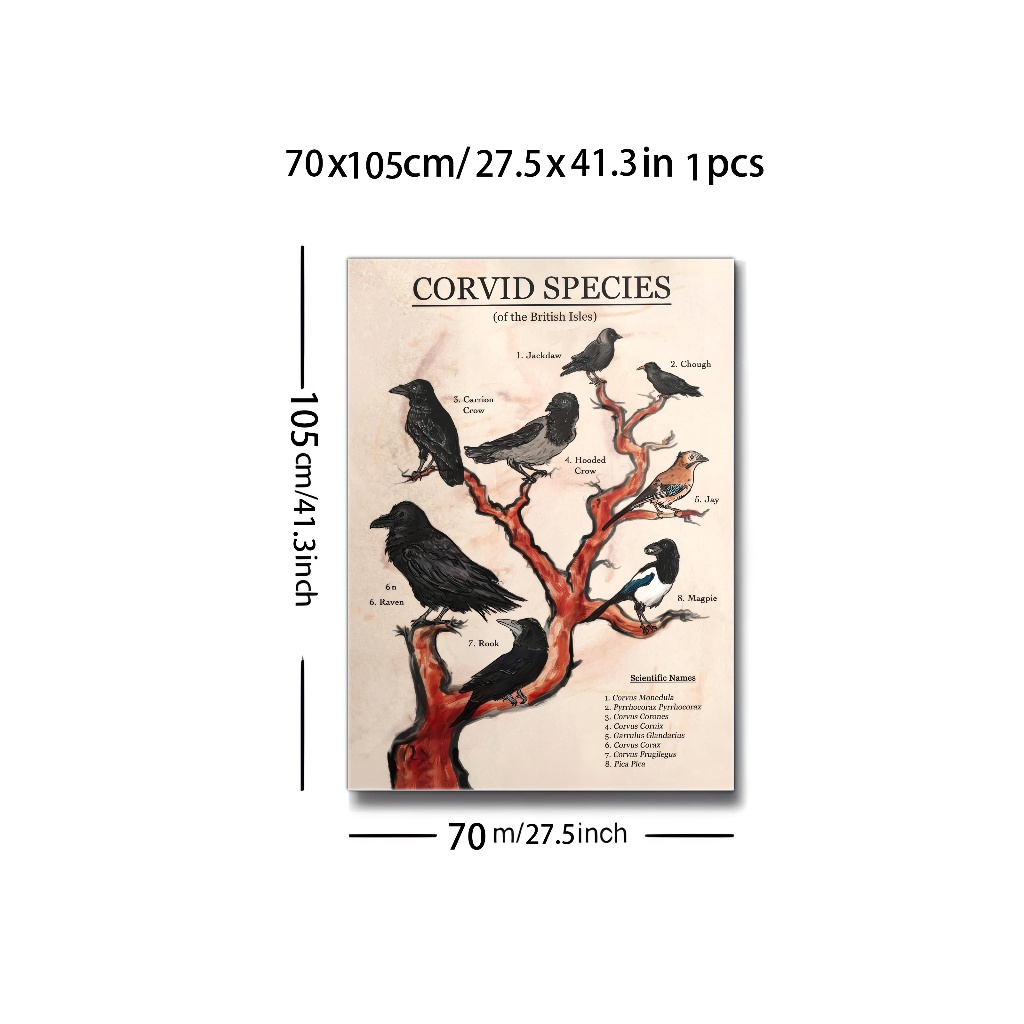 70x105cm/ 27.5x41.3in 1pcs
105cm/41.3inch
CORVID SPECIES
(of the British Isles)
1. Jackdaw
2. Chough
3. Carrion
Crow
4. Hooded
Crow
5. Jay
6n
6. Raven
8. Magpie
7. Rook
Scientific Names
1. Corvus Monedula
2. Pyrrhocorax Pyrrhocorax
3. Corvus Corones
4. Corvus Cornix
5. Garrulus Glandarius
6. Corvus Corax
7. Corvus Frugilegus
8. Pica Pica
70 m/27.5inch